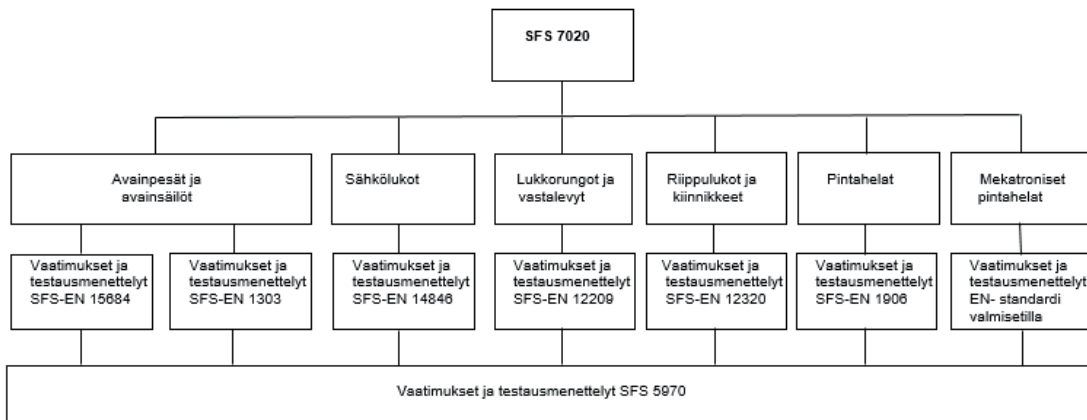 SFS 7020
Avainpesät ja
avainsäilöt
Sähkölukot
Lukkorungot ja
vastalevyt
Riippulukot ja
kiinnikkeet
Pintahelat
Mekatroniset
pintahelat
Vaatimukset ja
testausmenettelyt
SFS-EN 15684
Vaatimukset ja
testausmenettelyt
SFS-EN 1303
Vaatimukset ja
testausmenettelyt
SFS-EN 14846
Vaatimukset ja
testausmenettelyt
SFS-EN 12209
Vaatimukset ja
testausmenettelyt
SFS-EN 12320
Vaatimukset ja
testausmenettelyt
SFS-EN 1906
Vaatimukset ja
testausmenettelyt
EN- standardi
valmisetilla
Vaatimukset ja testausmenettelyt SFS 5970